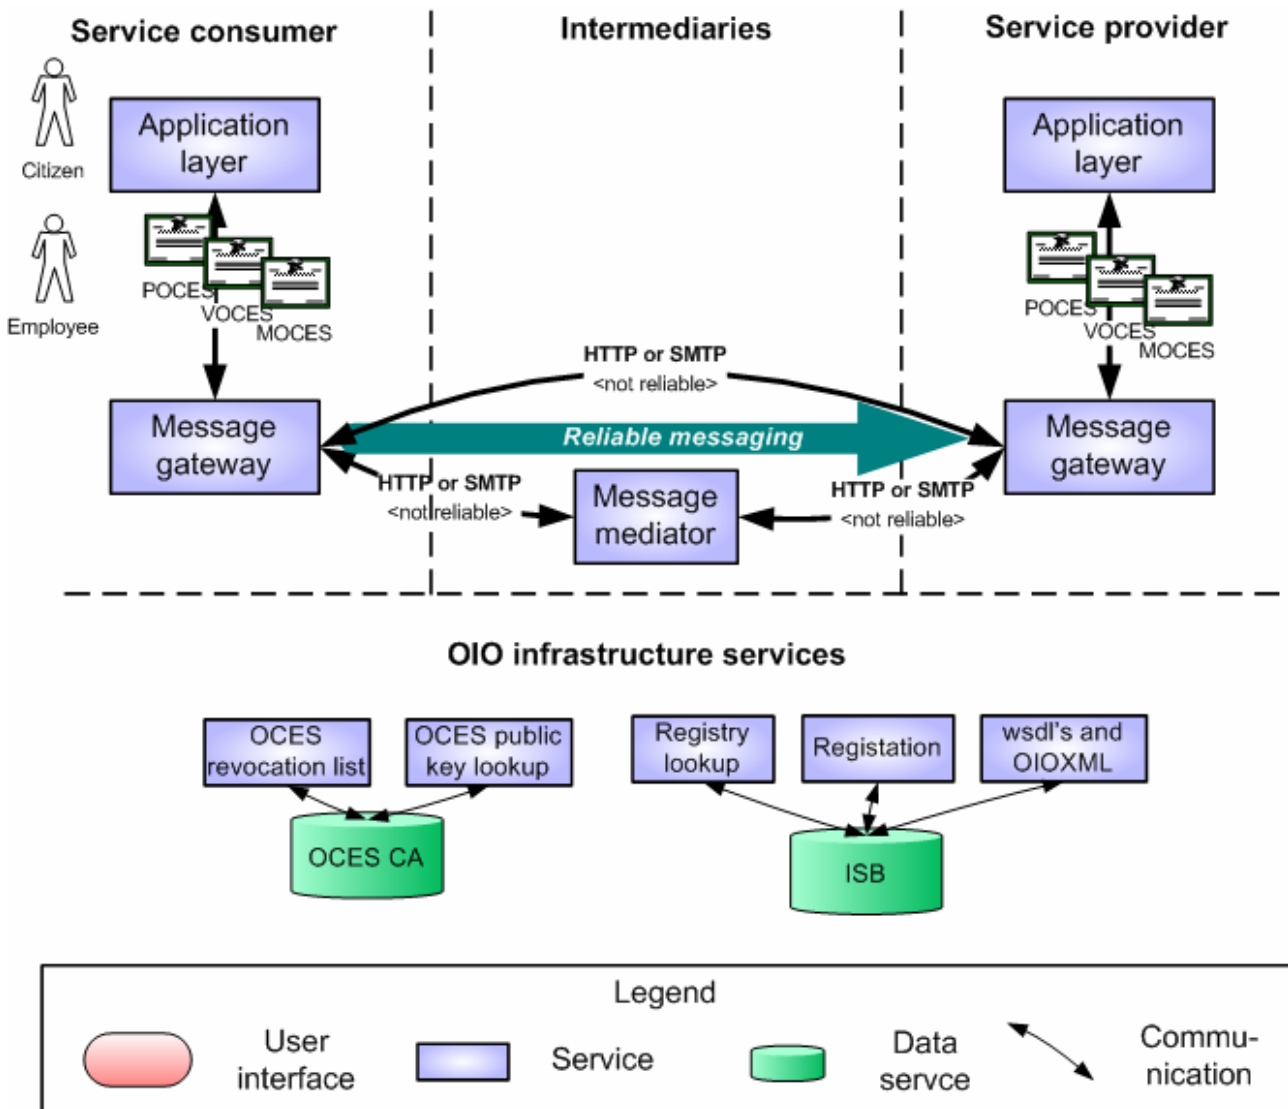 Service consumer
Intermediaries
Service provider
Citizen
Application
layer
Application
layer
Employee
POCES
VOCES
MOCES
POCES
VOCES
MOCES
HTTP or SMTP
<not reliable>
Message
gateway
Reliable messaging
Message
gateway
HTTP or SMTP
<not reliable>
Message
mediator
HTTP or SMTP
<not reliable>
OIO infrastructure services
OCES
revocation list
OCES public
key lookup
Registry
lookup
Registation
wsdl's and
OIOXML
OCES CA
ISB
Legend
User
interface
Service
Data
servce
Commu-
nication